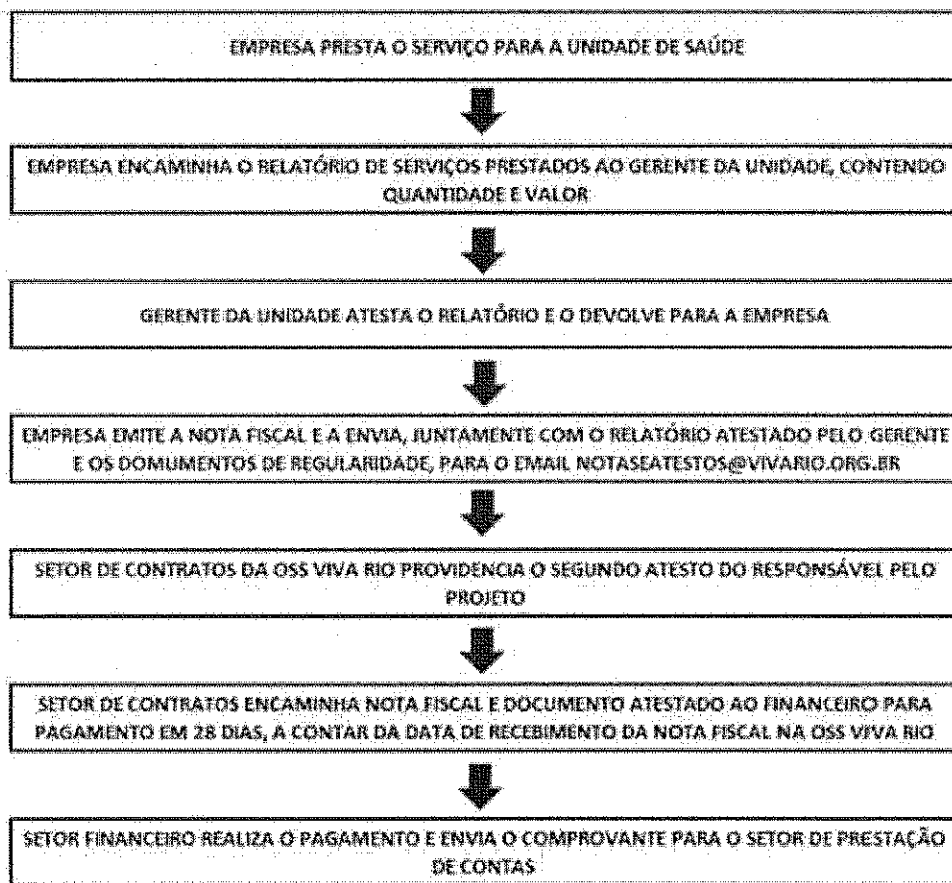 EMPRESA PRESTA O SERVIÇO PARA A UNIDADE DE SAÚDE
EMPRESA ENCAMINHA O RELATÓRIO DE SERVIÇOS PRESTADOS AO GERENTE DA UNIDADE, CONTENDO
QUANTIDADE E VALOR
GERENTE DA UNIDADE ATESTA O RELATÓRIO E O DEVOLVE PARA A EMPRESA
EMPRESA EMITE A NOTA FISCAL E A ENVIA, JUNTAMENTE COM O RELATÓRIO ATESTADO PELO GERENTE
E OS DOMUMENTOS DE REGULARIDADE, PARA O EMAIL NOTASEATESTOS@VIVARIO.ORG.BR
SETOR DE CONTRATOS DA OSS VIVA RIO PROVIDENCIA O SEGUNDO ATESTO DO RESPONSÁVEL PELO
PROJETO
SETOR DE CONTRATOS ENCAMINHA NOTA FISCAL E DOCUMENTO ATESTADO AO FINANCEIRO PARA
PAGAMENTO EM 28 DIAS, A CONTAR DA DATA DE RECEBIMENTO DA NOTA FISCAL NA OSS VIVA RIO
SETOR FINANCEIRO REALIZA O PAGAMENTO E ENVIA O COMPROVANTE PARA O SETOR DE PRESTAÇÃO
DE CONTAS